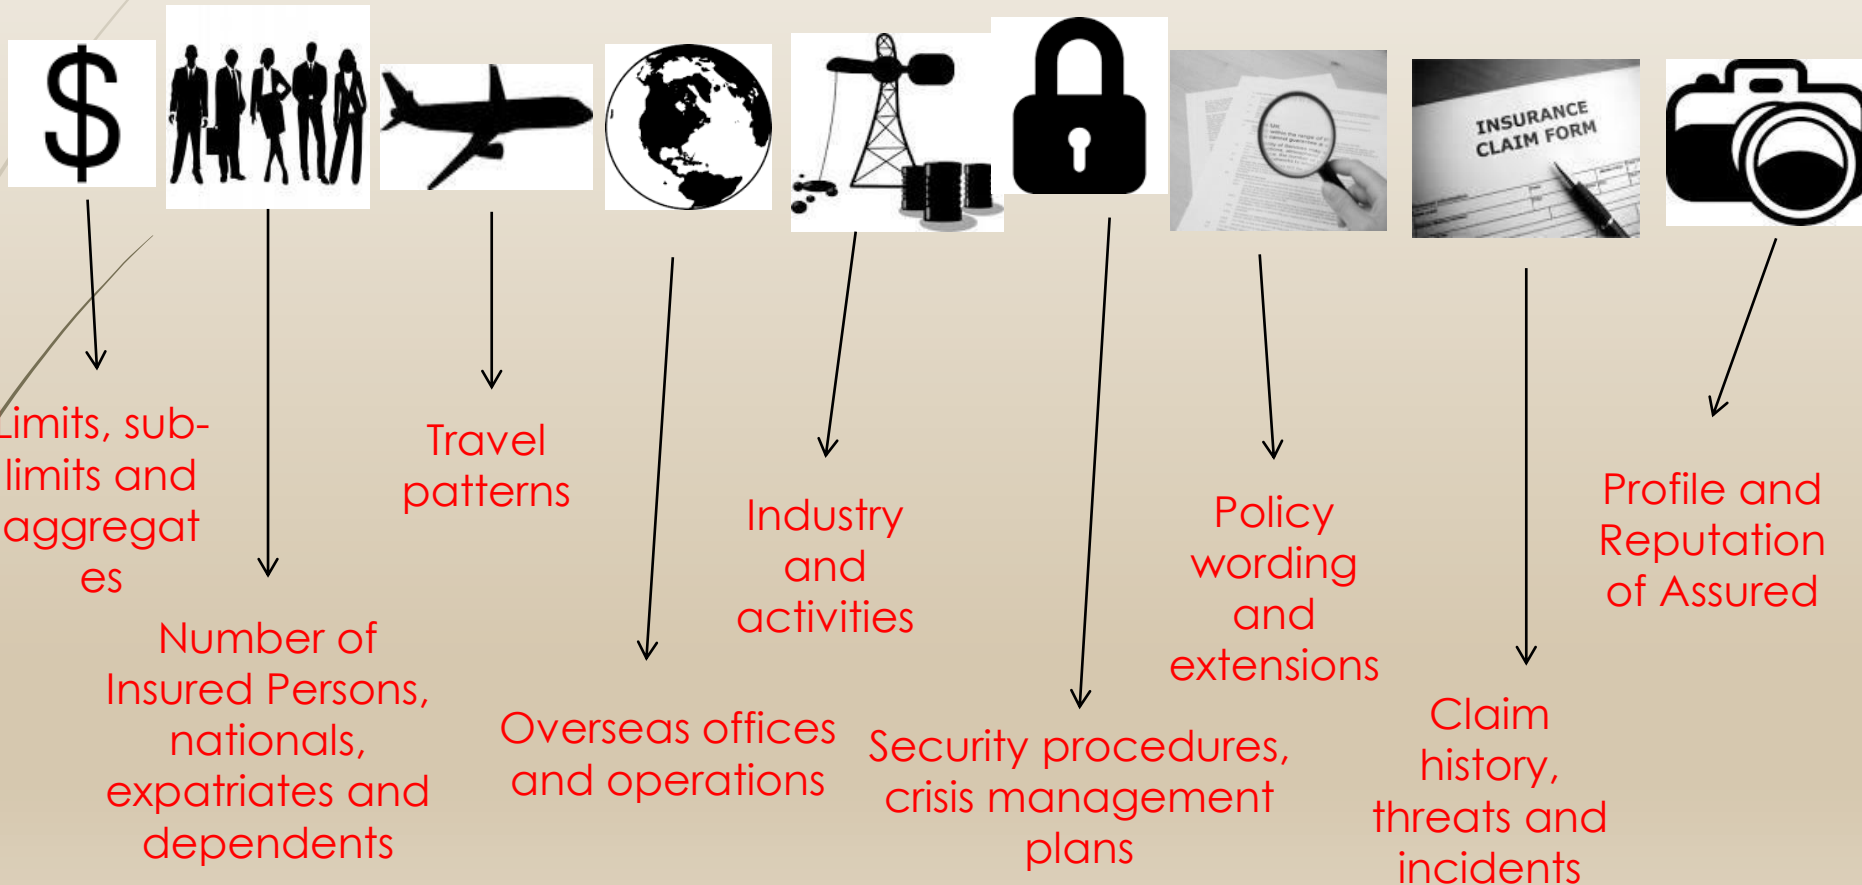 INSURANCE
CLAIM FORM
Limits, sub-
limits and
aggregat
es
Number of
Insured Persons,
nationals,
expatriates and
dependents
Travel
patterns
Overseas offices
and operations
Industry
and
activities
Security procedures,
crisis management
plans
Policy
wording
and
extensions
Claim
history,
threats and
incidents
Profile and
Reputation
of Assured